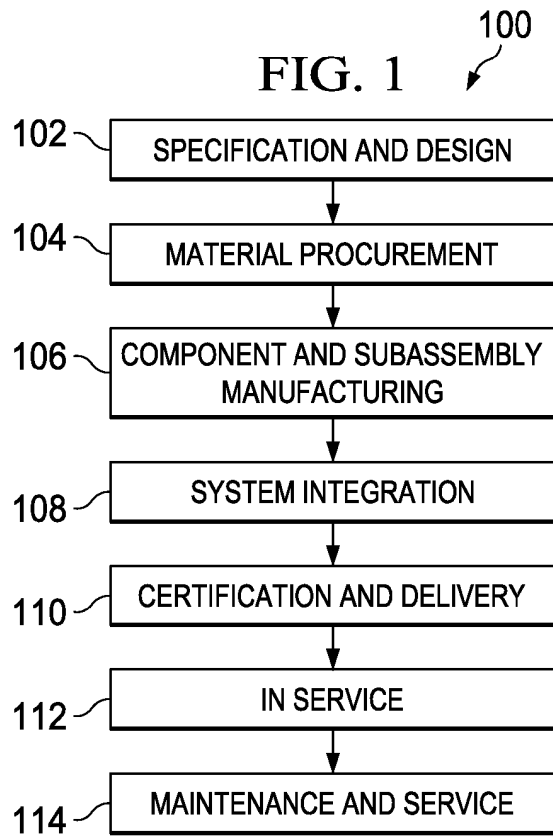 100
FIG. 1
102
SPECIFICATION AND DESIGN
104
MATERIAL PROCUREMENT
106
COMPONENT AND SUBASSEMBLY
MANUFACTURING
108
SYSTEM INTEGRATION
110
CERTIFICATION AND DELIVERY
112
IN SERVICE
114
MAINTENANCE AND SERVICE